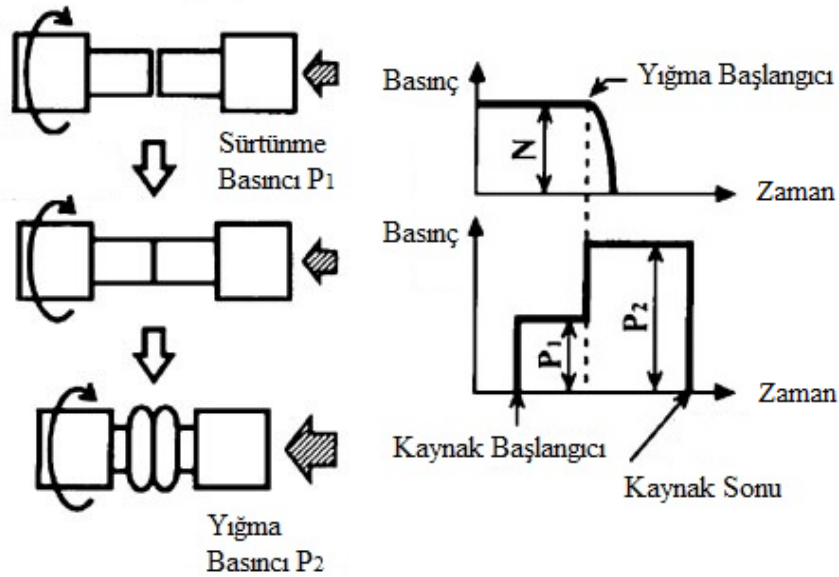 Sürtünme
Basıncı P1
Yığma
Basıncı P2
Basınç
Yığma Başlangıcı
N
Zaman
Basınç
P1
P2
Zaman
Kaynak Başlangıcı
Kaynak Sonu